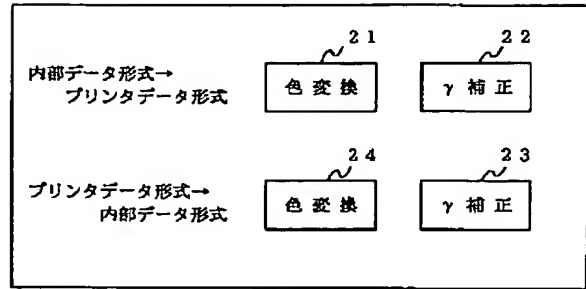 21 22
内部データ形式→
プリンタデータ形式
色変換 γ補正
24 23
プリンタデータ形式→
内部データ形式
色変換 γ補正